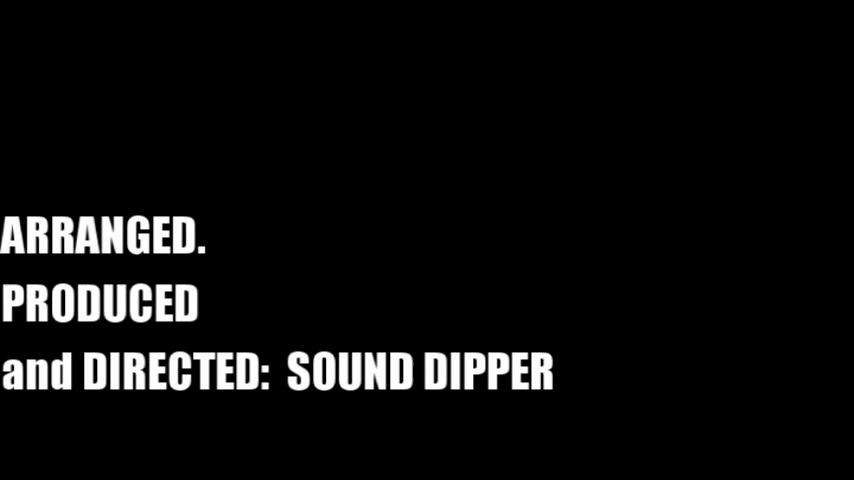 ARRANGED.
PRODUCED
and DIRECTED:  SOUND DIPPER